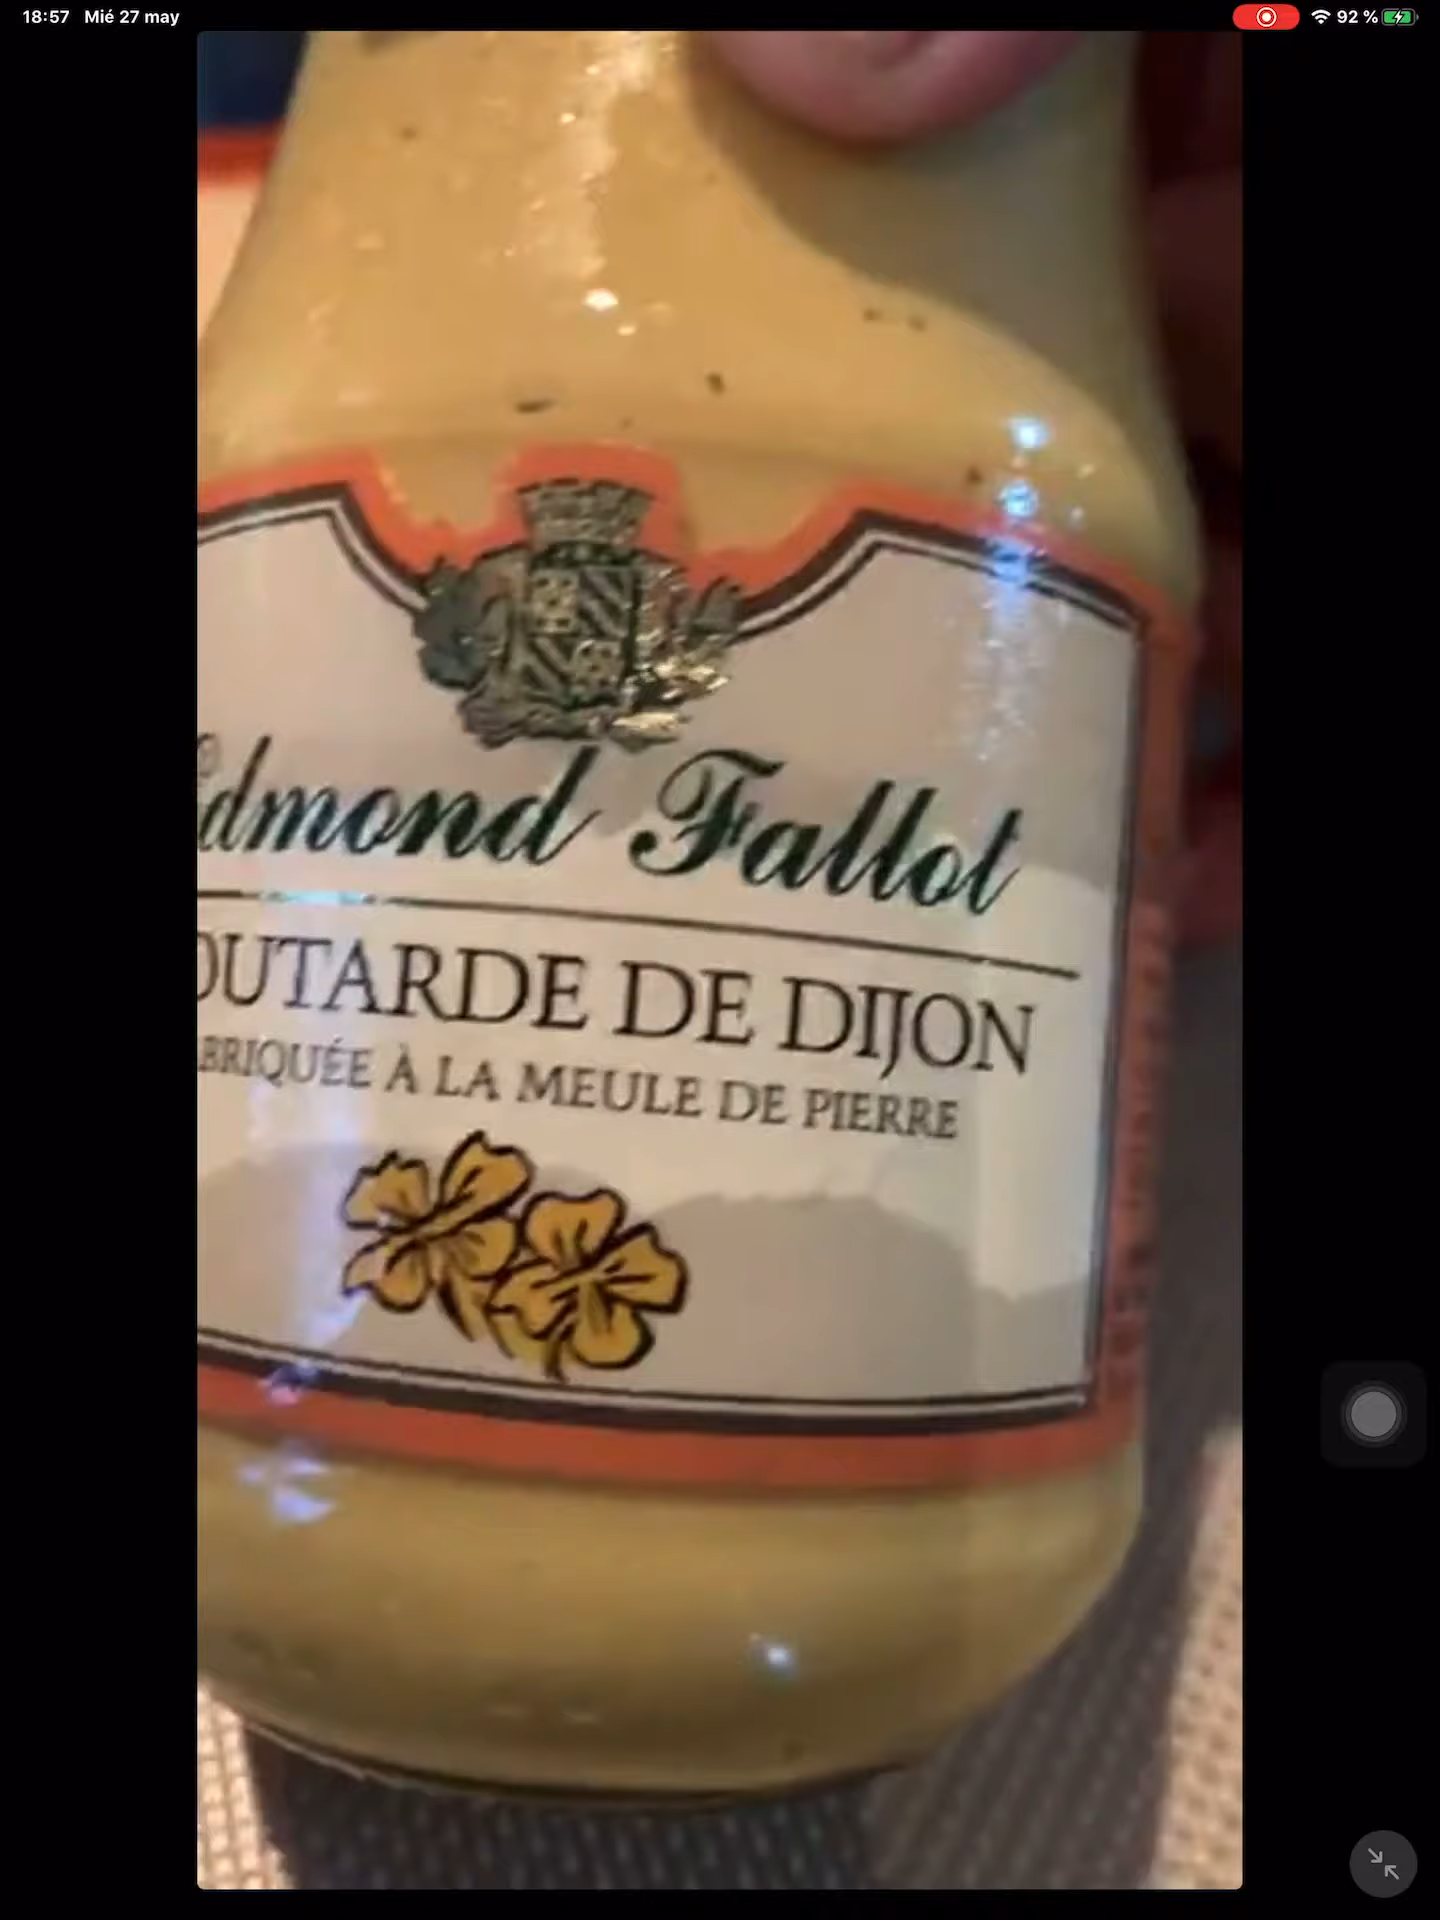 18:57 Mié 27 may
92 %
dmond Fallot
OUTARDE DE DIJON
BRIQUÉE À LA MEULE DE PIERRE